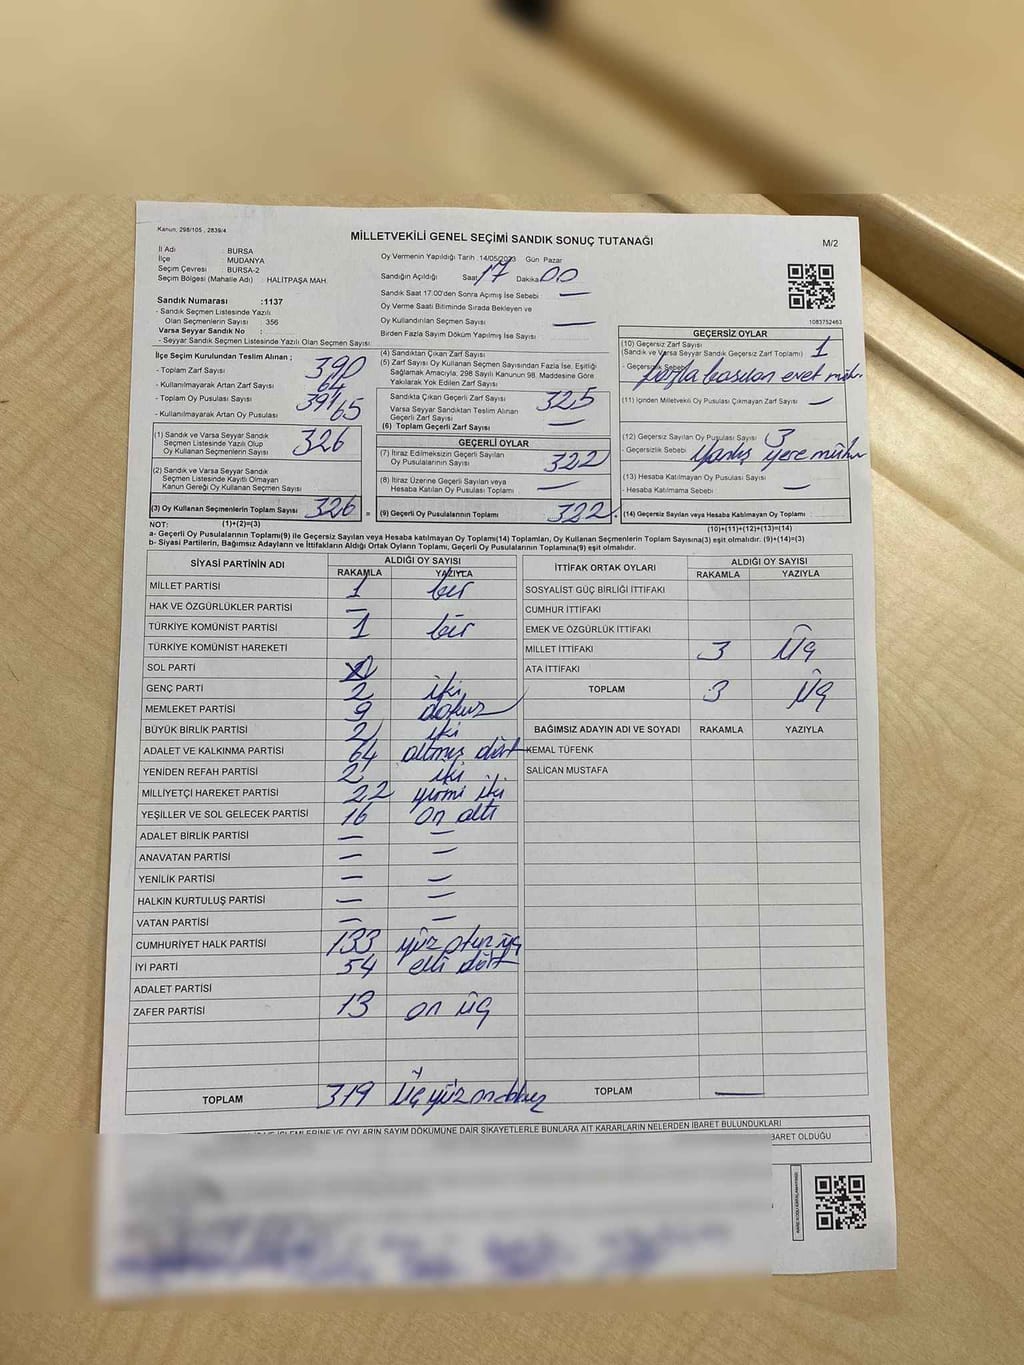 Kanun, 298/105 , 2839/4
MİLLETVEKİLİ GENEL SEÇİMİ SANDIK SONUÇ TUTANAĞI
M/2
İl Adı : BURSA
İlçe : MUDANYA
Seçim Çevresi : BURSA-2
Seçim Bölgesi (Mahalle Adı) : HALİTPAŞA MAH.
Oy Vermenin Yapıldığı Tarih : 14/05/2023 Gün Pazar
Sandığın Açıldığı Saat 17 Dakika 00
Sandık Saat 17:00'den Sonra Açılmış İse Sebebi : —
Oy Verme Saati Bitiminde Sırada Bekleyen ve
Oy Kullandırılan Seçmen Sayısı : —
Birden Fazla Sayım Döküm Yapılmış İse Sayısı :
1083752463
Sandık Numarası :1137
- Sandık Seçmen Listesinde Yazılı
Olan Seçmenlerin Sayısı : 356
Varsa Seyyar Sandık No :
- Seyyar Sandık Seçmen Listesinde Yazılı Olan Seçmen Sayısı:
İlçe Seçim Kurulundan Teslim Alınan ;
- Toplam Zarf Sayısı : 390
- Kullanılmayarak Artan Zarf Sayısı : 64
- Toplam Oy Pusulası Sayısı : 391
- Kullanılmayarak Artan Oy Pusulası : 65
(1) Sandık ve Varsa Seyyar Sandık
Seçmen Listesinde Yazılı Olup
Oy Kullanan Seçmenlerin Sayısı 326
(2) Sandık ve Varsa Seyyar Sandık
Seçmen Listesinde Kayıtlı Olmayan
Kanun Gereği Oy Kullanan Seçmen Sayısı
(3) Oy Kullanan Seçmenlerin Toplam Sayısı 326
(4) Sandıktan Çıkan Zarf Sayısı
(5) Zarf Sayısı Oy Kullanan Seçmen Sayısından Fazla İse, Eşitliği
Sağlamak Amacıyla; 298 Sayılı Kanunun 98. Maddesine Göre
Yakılarak Yok Edilen Zarf Sayısı
Sandıkta Çıkan Geçerli Zarf Sayısı 325
Varsa Seyyar Sandıktan Teslim Alınan
Geçerli Zarf Sayısı
(6) Toplam Geçerli Zarf Sayısı —
GEÇERLİ OYLAR
(7) İtiraz Edilmeksizin Geçerli Sayılan
Oy Pusulalarının Sayısı 322
(8) İtiraz Üzerine Geçerli Sayılan veya
Hesaba Katılan Oy Pusulaları Toplamı —
= (9) Geçerli Oy Pusulalarının Toplamı 322
GEÇERSİZ OYLAR
(10) Geçersiz Zarf Sayısı : 1
(Sandık ve Varsa Seyyar Sandık Geçersiz Zarf Toplamı)
- Geçersizlik Sebebi : fazla basılan evet mührü
(11) İçinden Milletvekili Oy Pusulası Çıkmayan Zarf Sayısı : —
(12) Geçersiz Sayılan Oy Pusulası Sayısı : 3
- Geçersizlik Sebebi : Yanlış yere mühür
(13) Hesaba Katılmayan Oy Pusulası Sayısı :
- Hesaba Katılmama Sebebi : —
+ (14) Geçersiz Sayılan veya Hesaba Katılmayan Oy Toplamı :
NOT: (1)+(2)=(3)
(10)+(11)+(12)+(13)=(14)
a- Geçerli Oy Pusulaları Toplamı(9) ile Geçersiz Sayılan veya Hesaba katılmayan Oy Toplamı(14) Toplamları, Oy Kullanan Seçmenlerin Toplam Sayısına(3) eşit olmalıdır. (9)+(14)=(3)
b- Siyasi Partilerin, Bağımsız Adayların ve İttifakların Aldığı Ortak Oyların Toplamı, Geçerli Oy Pusulalarının Toplamına(9) eşit olmalıdır.
SİYASİ PARTİNİN ADI ALDIĞI OY SAYISI
RAKAMLA YAZIYLA
MİLLET PARTİSİ 1 bir
HAK VE ÖZGÜRLÜKLER PARTİSİ —
TÜRKİYE KOMÜNİST PARTİSİ 1 bir
TÜRKİYE KOMÜNİST HAREKETİ
SOL PARTİ
GENÇ PARTİ 2 iki
MEMLEKET PARTİSİ 9 dokuz
BÜYÜK BİRLİK PARTİSİ 2 iki
ADALET VE KALKINMA PARTİSİ 64 altmış dört
YENİDEN REFAH PARTİSİ 2 iki
MİLLİYETÇİ HAREKET PARTİSİ 22 yirmi iki
YEŞİLLER VE SOL GELECEK PARTİSİ 16 on altı
ADALET BİRLİK PARTİSİ — —
ANAVATAN PARTİSİ — —
YENİLİK PARTİSİ — —
HALKIN KURTULUŞ PARTİSİ — —
VATAN PARTİSİ — —
CUMHURİYET HALK PARTİSİ 133 yüz otuz üç
İYİ PARTİ 54 elli dört
ADALET PARTİSİ
ZAFER PARTİSİ 13 on üç
TOPLAM 319 Üç yüz on dokuz
İTTİFAK ORTAK OYLARI ALDIĞI OY SAYISI
RAKAMLA YAZIYLA
SOSYALİST GÜÇ BİRLİĞİ İTTİFAKI
CUMHUR İTTİFAKI
EMEK VE ÖZGÜRLÜK İTTİFAKI
MİLLET İTTİFAKI 3 Üç
ATA İTTİFAKI
TOPLAM 3 Üç
BAĞIMSIZ ADAYIN ADI VE SOYADI RAKAMLA YAZIYLA
KEMAL TÜFENK
SALİCAN MUSTAFA
TOPLAM —
İŞLEMLERİNE VE OYLARIN SAYIM DÖKÜMÜNE DAİR ŞİKAYETLERLE BUNLARA AİT KARARLARIN NELERDEN İBARET BULUNDUKLARI
BARET OLDUĞU